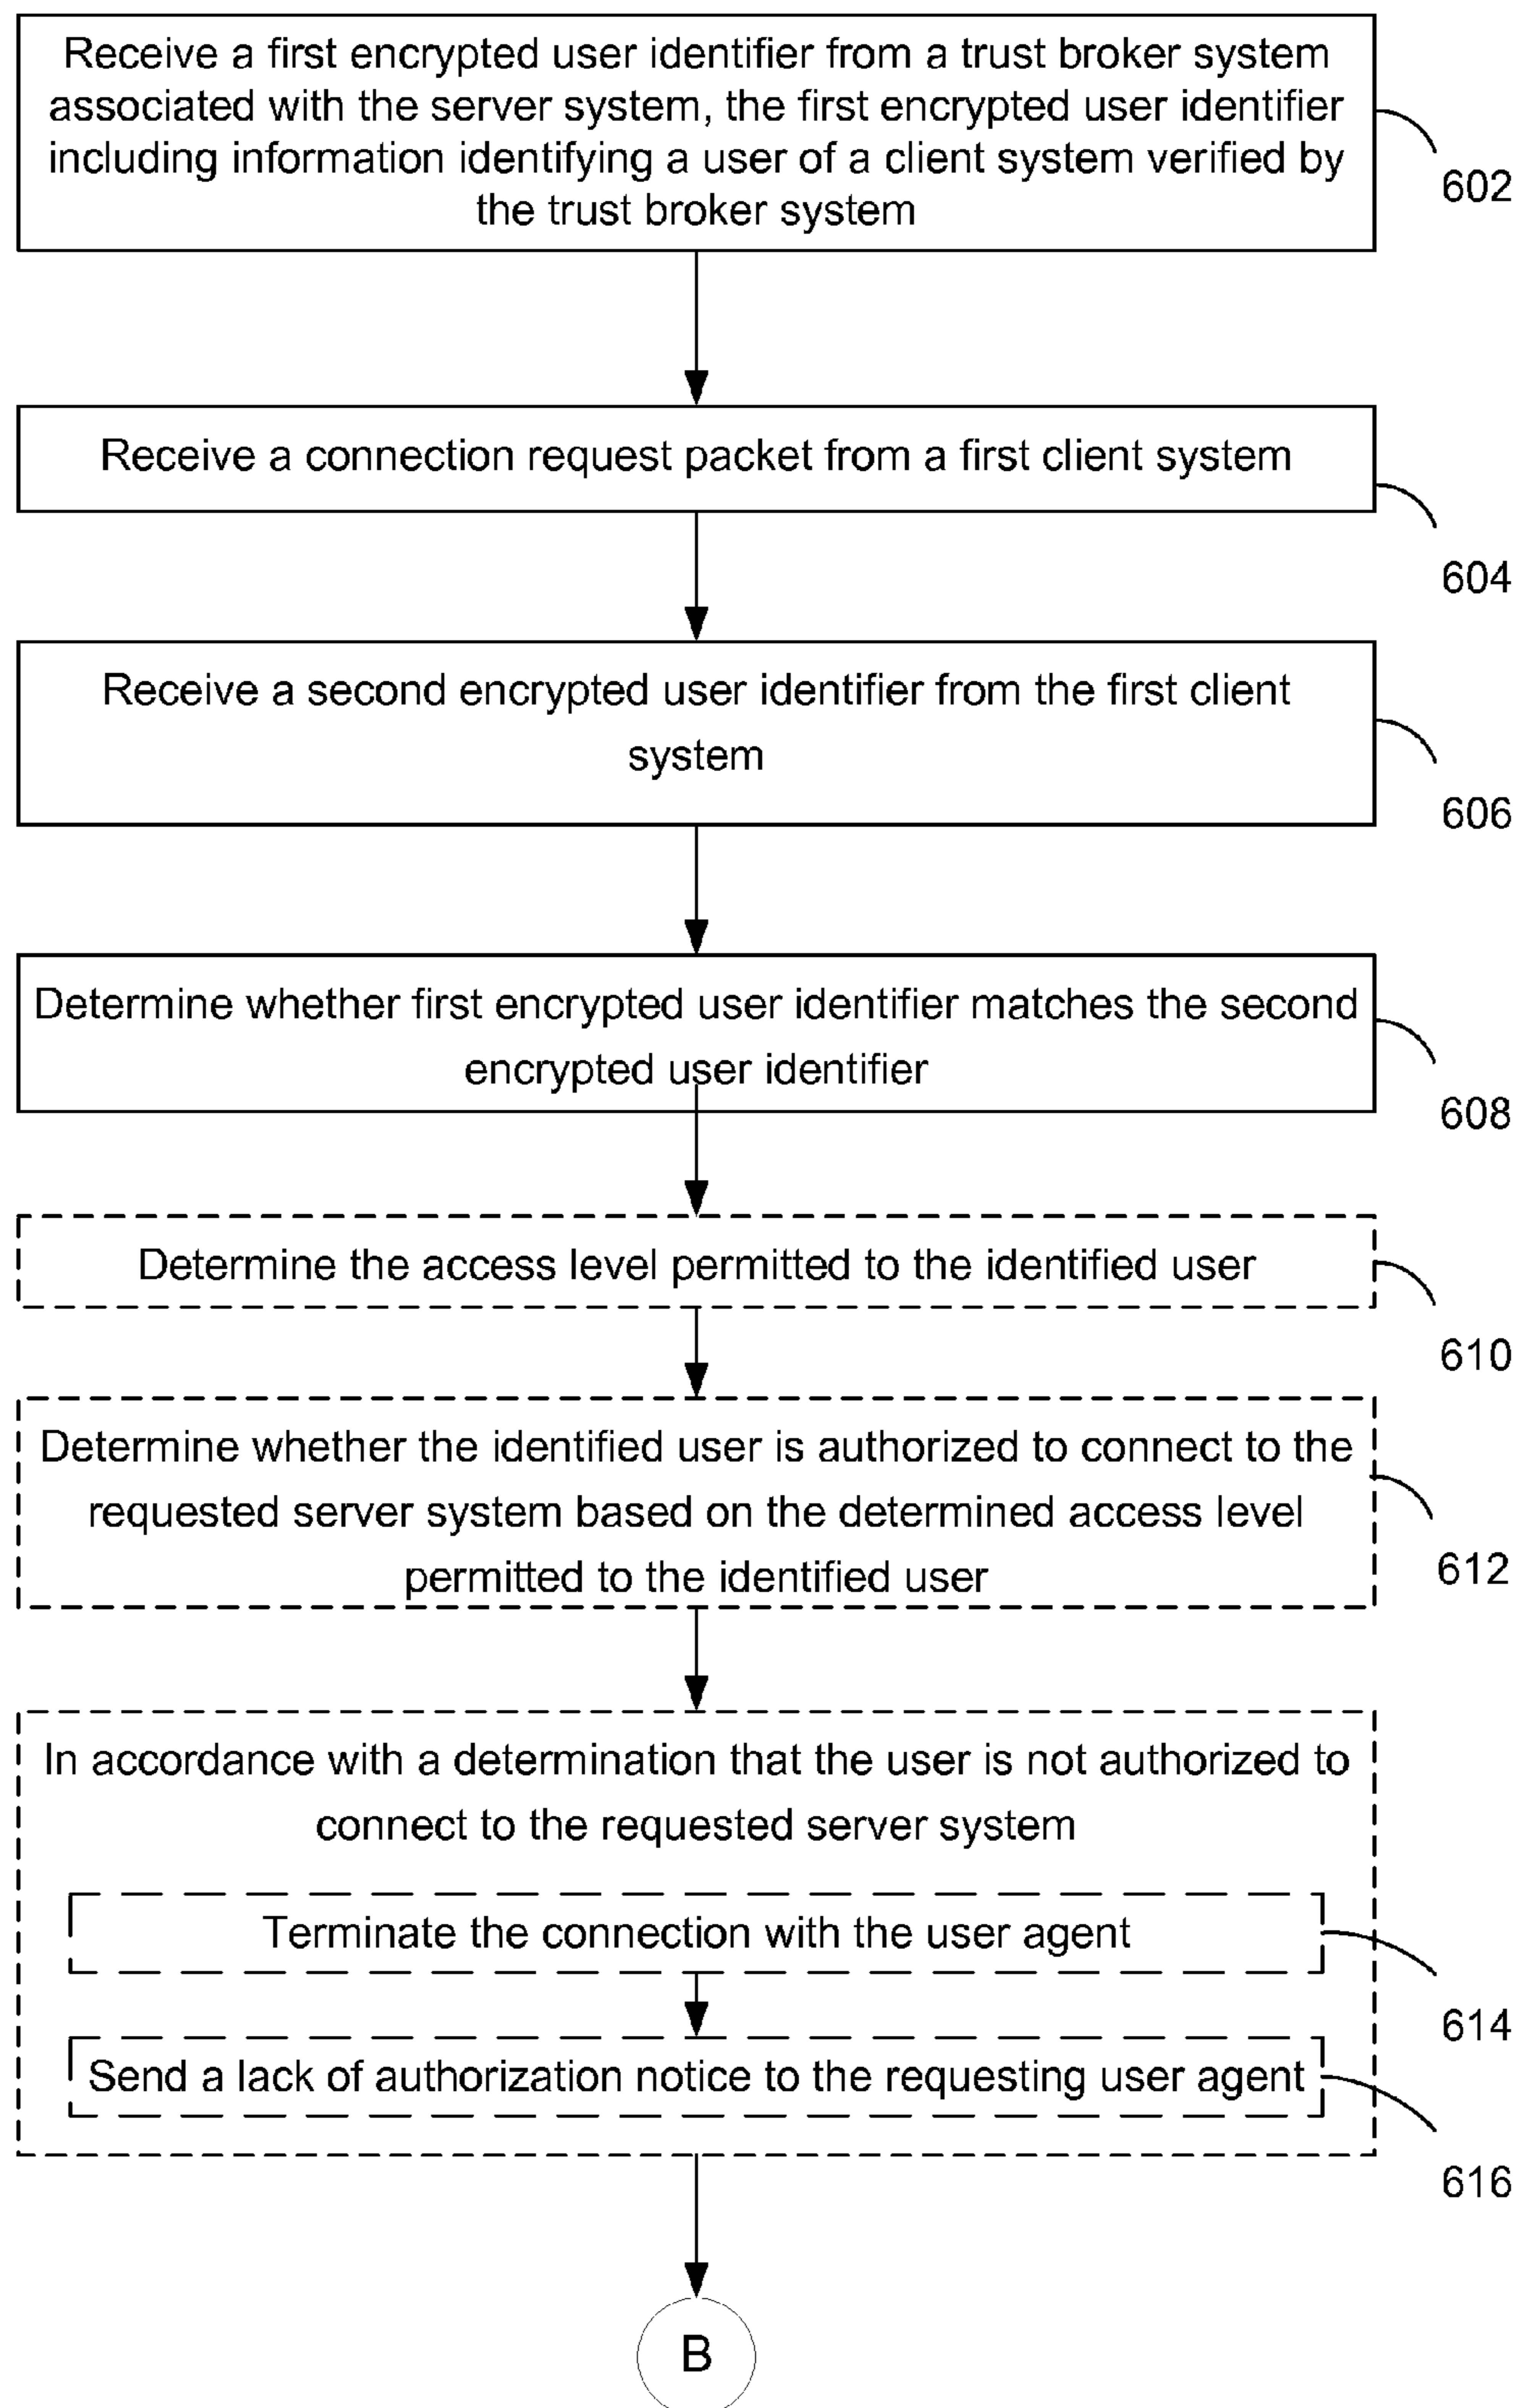 Receive a first encrypted user identifier from a trust broker system
associated with the server system, the first encrypted user identifier
including information identifying a user of a client system verified by
the trust broker system
602
Receive a connection request packet from a first client system
604
Receive a second encrypted user identifier from the first client
system
606
Determine whether first encrypted user identifier matches the second
encrypted user identifier
608
Determine the access level permitted to the identified user
610
Determine whether the identified user is authorized to connect to the
requested server system based on the determined access level
permitted to the identified user
612
In accordance with a determination that the user is not authorized to
connect to the requested server system
Terminate the connection with the user agent
614
Send a lack of authorization notice to the requesting user agent
616
B